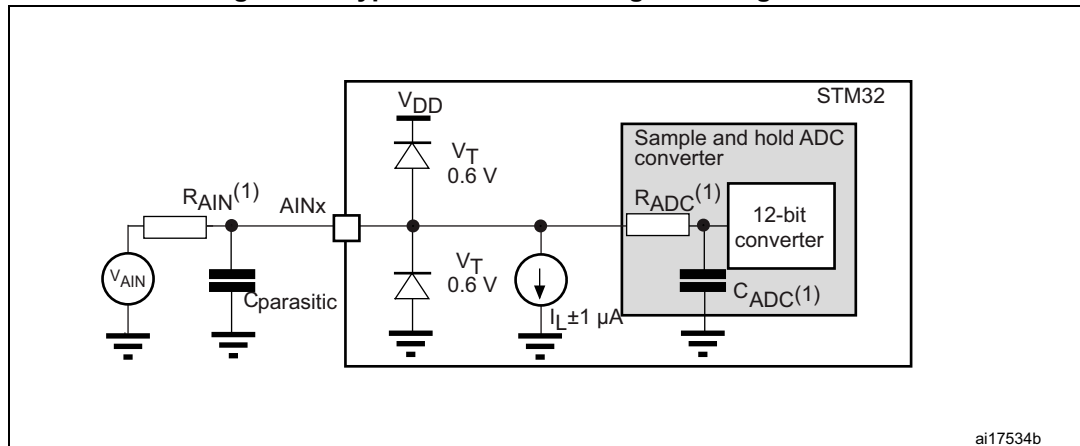 STM32
VDD
Sample and hold ADC
converter
VT
0.6 V
RAIN(1)
AINx
RADC(1)
12-bit
converter
VAIN
Cparasitic
VT
0.6 V
IL±1 µA
CADC(1)
ai17534b